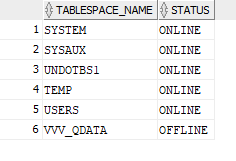 TABLESPACE_NAME STATUS
1 SYSTEM ONLINE
2 SYSAUX ONLINE
3 UNDOTBS1 ONLINE
4 TEMP ONLINE
5 USERS ONLINE
6 VVV_QDATA OFFLINE